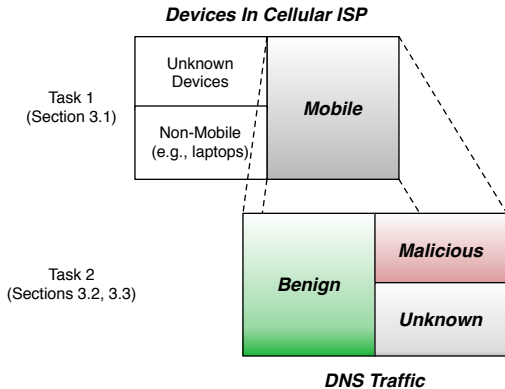 Devices In Cellular ISP
Task 1
(Section 3.1)
Unknown
Devices
Non-Mobile
(e.g., laptops)
Mobile
Task 2
(Sections 3.2, 3.3)
Benign
Malicious
Unknown
DNS Traffic